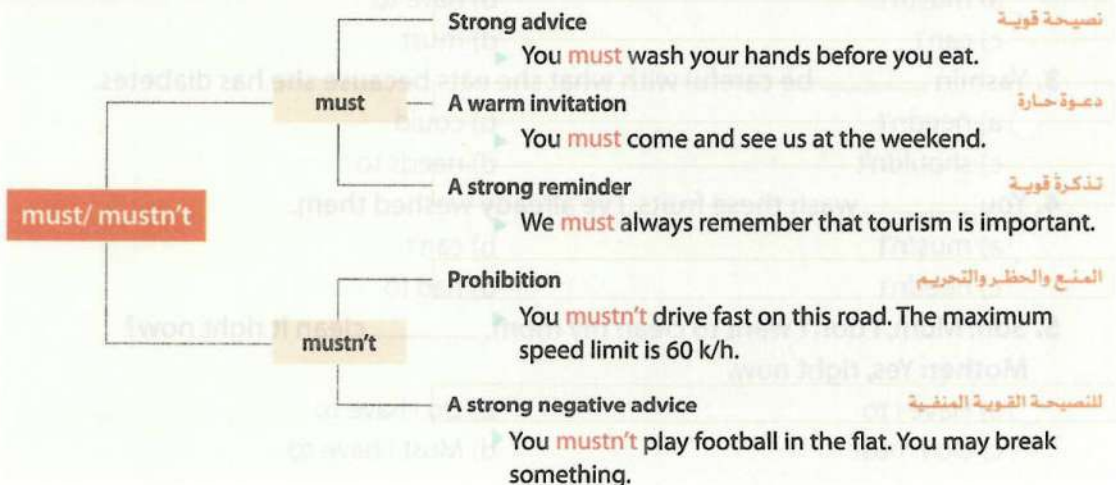 Strong advice نصيحة قوية
You must wash your hands before you eat.
must
A warm invitation دعوة حارة
You must come and see us at the weekend.
A strong reminder تذكرة قوية
must/ mustn't
We must always remember that tourism is important.
Prohibition المنع والحظر والتحريم
You mustn't drive fast on this road. The maximum
speed limit is 60 k/h.
mustn't
A strong negative advice للنصيحة القوية المنفية
You mustn't play football in the flat. You may break
something.